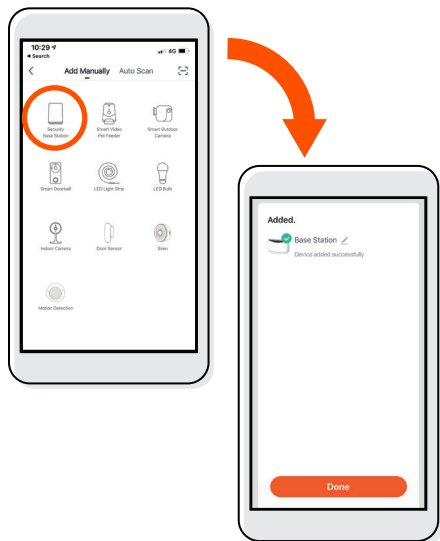 10:29
4G
Search
Add Manually Auto Scan
Security
Base Station
Smart Video
Pet Feeder
Smart Outdoor
Camera
Smart Doorbell
LED Light Strip
LED Bulb
Indoor Camera
Door Sensor
Siren
Motion Detection
Added.
Base Station
Device added successfully
Done